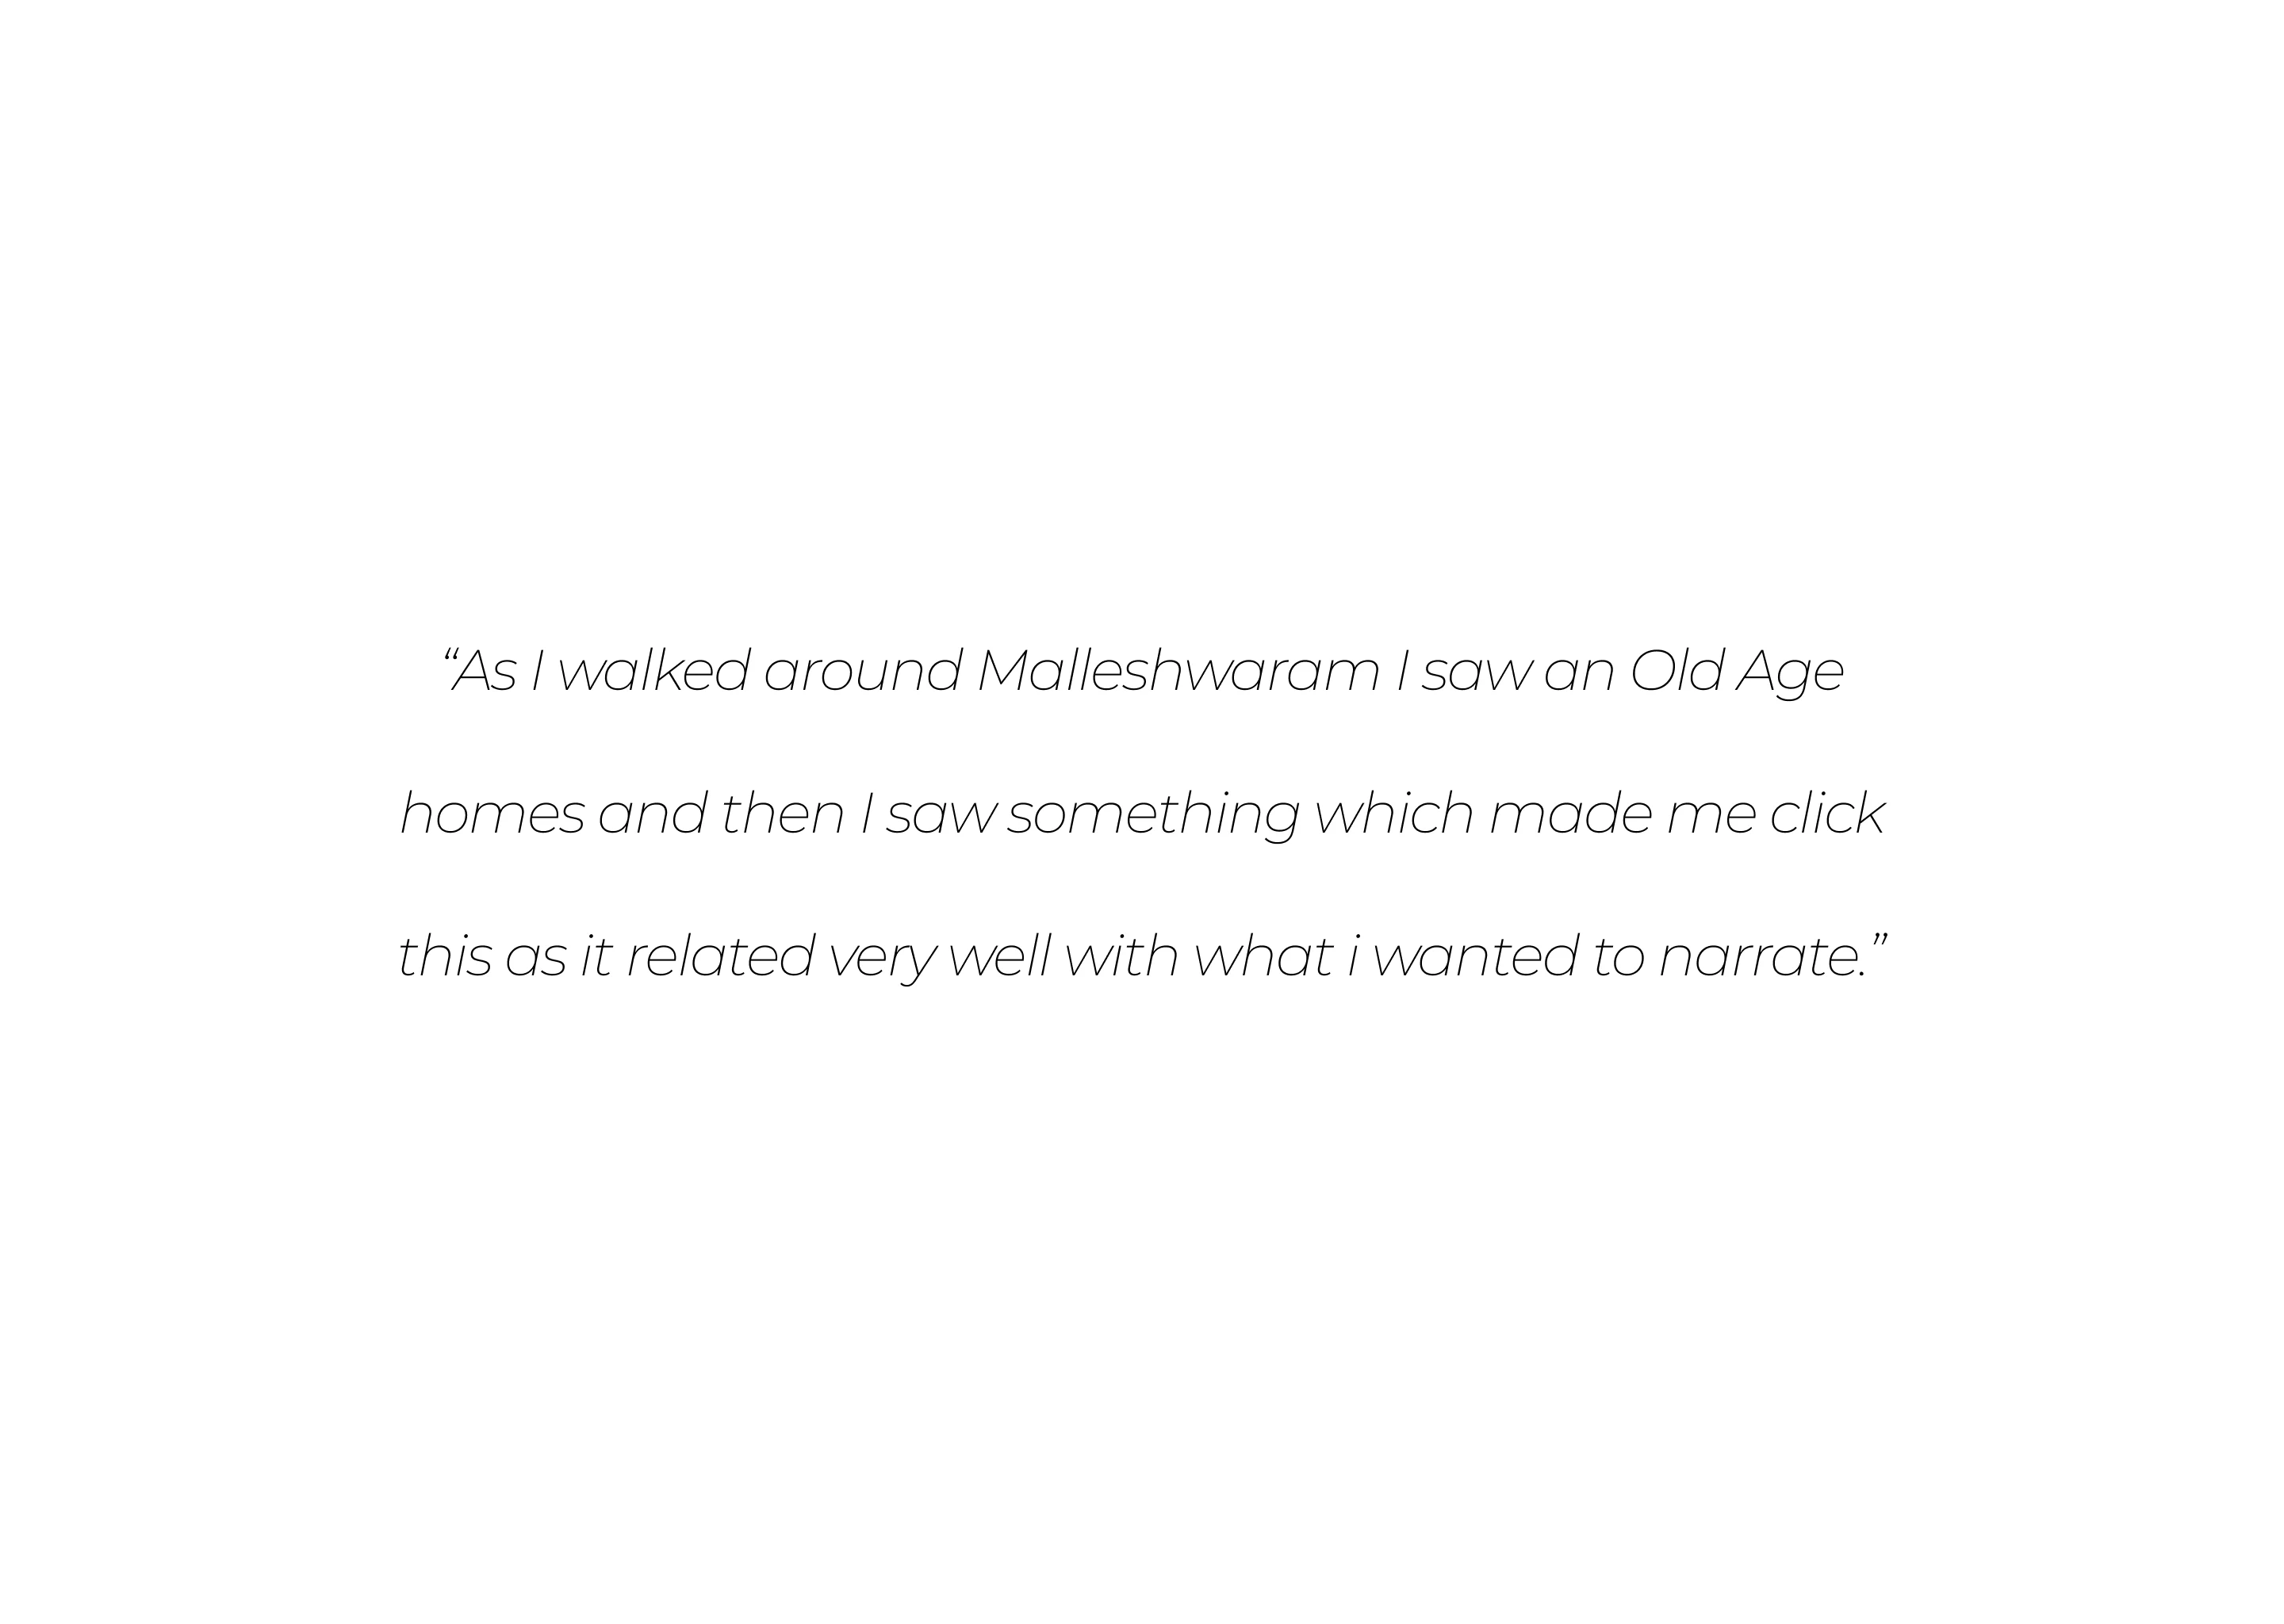 “As I walked around Malleshwaram I saw an Old Age
homes and then I saw something which made me click
this as it related very well with what i wanted to narrate.”